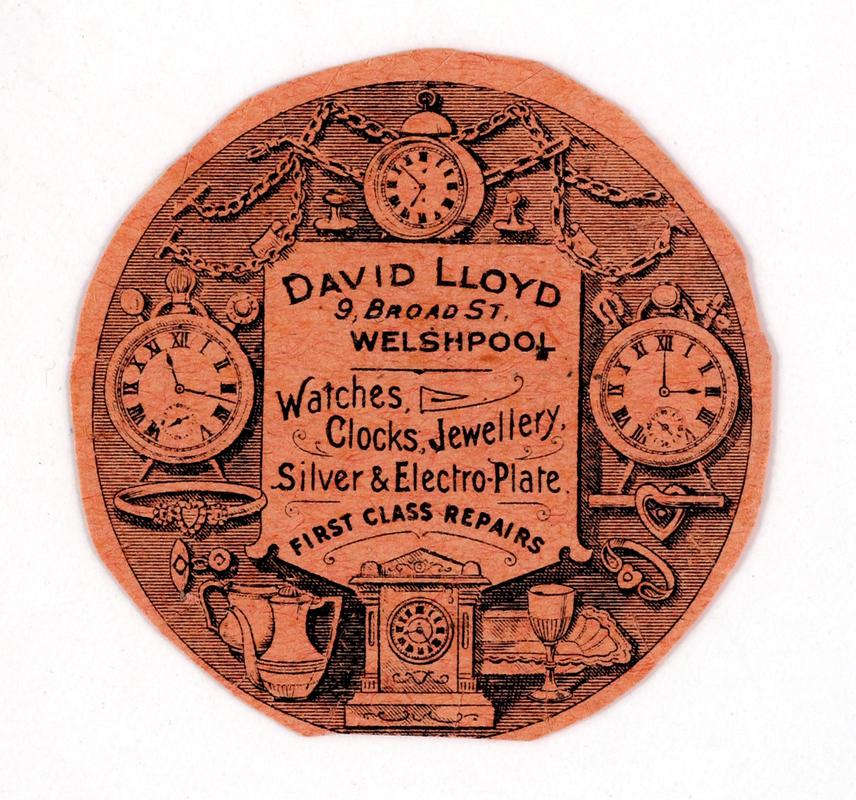 DAVID LLOYD
9, BROAD ST,
WELSHPOOL
Watches,
Clocks, Jewellery,
Silver & Electro-Plate.
FIRST CLASS REPAIRS